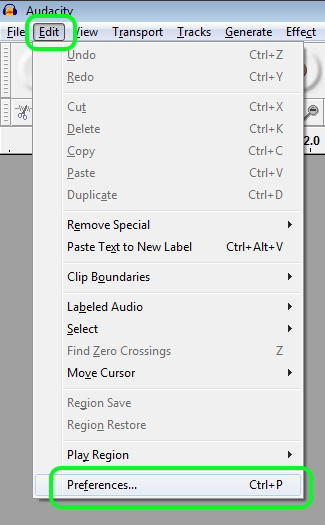 Audacity
File Edit View Transport Tracks Generate Effect
Undo Ctrl+Z
Redo Ctrl+Y
Cut Ctrl+X
Delete Ctrl+K
Copy Ctrl+C
Paste Ctrl+V
Duplicate Ctrl+D
2.0
Remove Special
Paste Text to New Label Ctrl+Alt+V
Clip Boundaries
Labeled Audio
Select
Find Zero Crossings Z
Move Cursor
Region Save
Region Restore
Play Region
Preferences... Ctrl+P